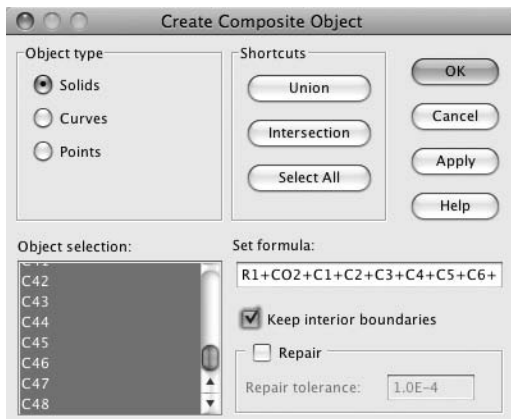 Create Composite Object
Object type
Solids
Curves
Points
Shortcuts
Union
Intersection
Select All
OK
Cancel
Apply
Help
Object selection:
C42
C43
C44
C45
C46
C47
C48
Set formula:
R1+CO2+C1+C2+C3+C4+C5+C6+
Keep interior boundaries
Repair
Repair tolerance:
1.0E-4